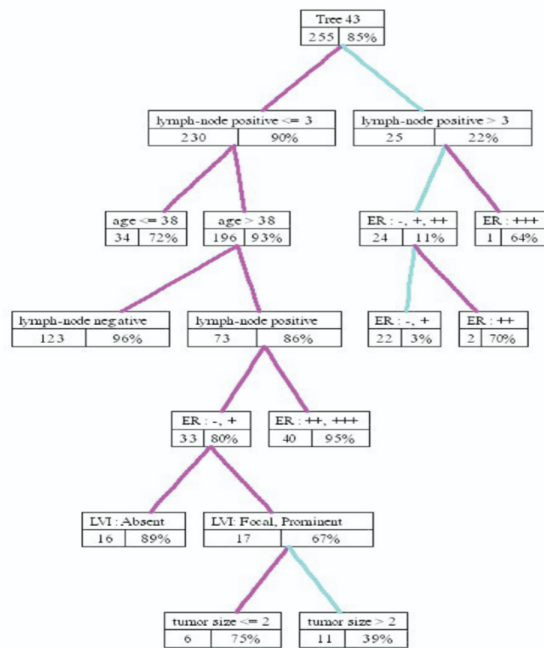 Tree 43
255 85%
lymph-node positive <= 3
230 90%
lymph-node positive > 3
25 22%
age <= 38
34 72%
age > 38
196 93%
ER : -, +, ++
24 11%
ER : +++
1 64%
lymph-node negative
123 96%
lymph-node positive
73 86%
ER : -, +
22 3%
ER : ++
2 70%
ER : -, +
33 80%
ER : ++, +++
40 95%
LVI : Absent
16 89%
LVI: Focal, Prominent
17 67%
tumor size <= 2
6 75%
tumor size > 2
11 39%